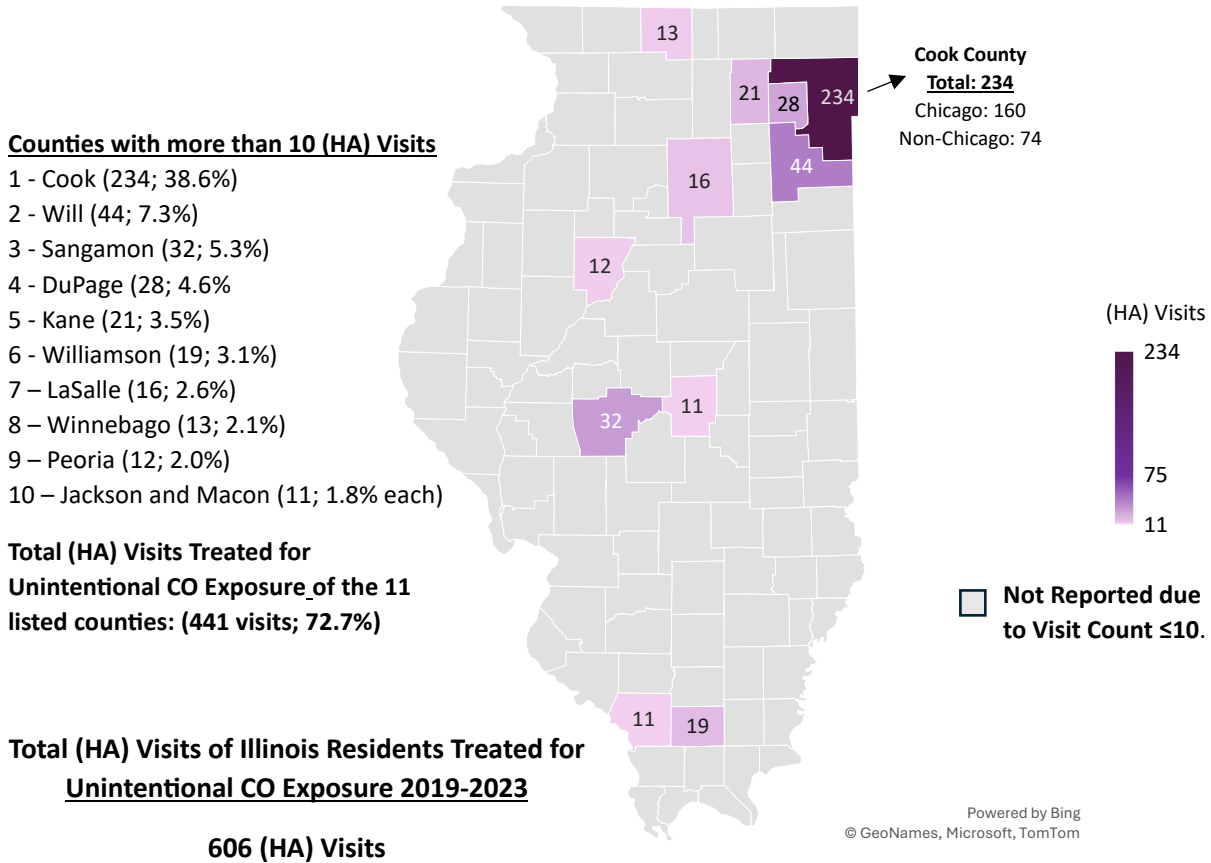 Counties with more than 10 (HA) Visits
1 - Cook (234; 38.6%)
2 - Will (44; 7.3%)
3 - Sangamon (32; 5.3%)
4 - DuPage (28; 4.6%
5 - Kane (21; 3.5%)
6 - Williamson (19; 3.1%)
7 – LaSalle (16; 2.6%)
8 – Winnebago (13; 2.1%)
9 – Peoria (12; 2.0%)
10 – Jackson and Macon (11; 1.8% each)
Total (HA) Visits Treated for
Unintentional CO Exposure of the 11
listed counties: (441 visits; 72.7%)
Total (HA) Visits of Illinois Residents Treated for
Unintentional CO Exposure 2019-2023
606 (HA) Visits
13
21
28
234
44
16
12
32
11
11
19
Cook County
Total: 234
Chicago: 160
Non-Chicago: 74
(HA) Visits
234
75
11
Not Reported due
to Visit Count ≤10.
Powered by Bing
© GeoNames, Microsoft, TomTom